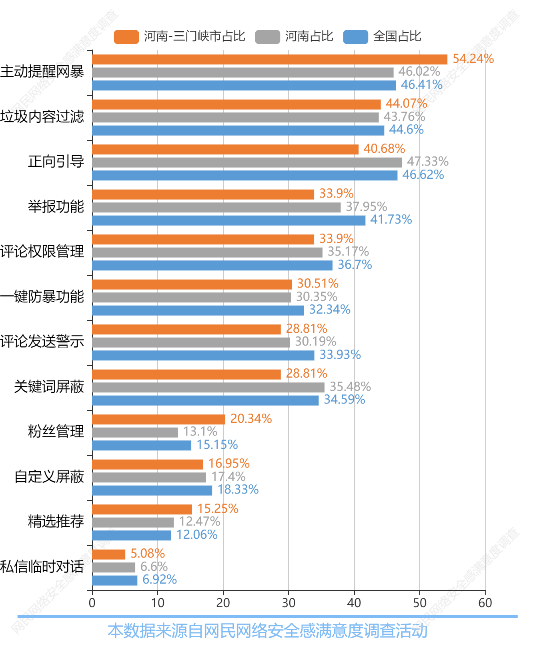 河南-三门峡市占比 河南占比 全国占比
主动提醒网暴 54.24% 46.02% 46.41%
垃圾内容过滤 44.07% 43.76% 44.6%
正向引导 40.68% 47.33% 46.62%
举报功能 33.9% 37.95% 41.73%
评论权限管理 33.9% 35.17% 36.7%
一键防暴功能 30.51% 30.35% 32.34%
评论发送警示 28.81% 30.19% 33.93%
关键词屏蔽 28.81% 35.48% 34.59%
粉丝管理 20.34% 13.1% 15.15%
自定义屏蔽 16.95% 17.4% 18.33%
精选推荐 15.25% 12.47% 12.06%
私信临时对话 5.08% 6.6% 6.92%
0 10 20 30 40 50 60
本数据来源自网民网络安全感满意度调查活动